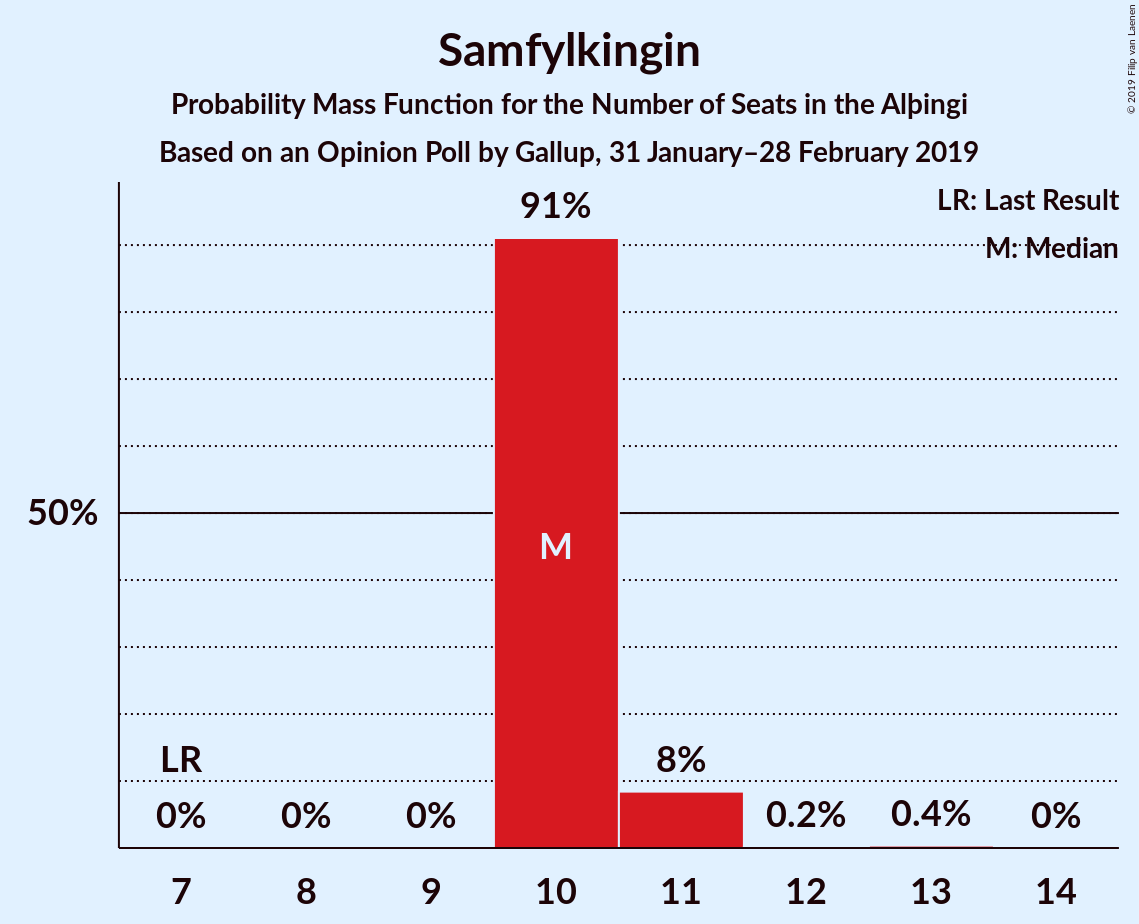 Samfylkingin
Probability Mass Function for the Number of Seats in the Alþingi
Based on an Opinion Poll by Gallup, 31 January–28 February 2019
© 2019 Filip van Laenen
LR: Last Result
M: Median
91%
50%
M
LR
8%
0%
0%
0%
0.2%
0.4%
0%
7
8
9
10
11
12
13
14